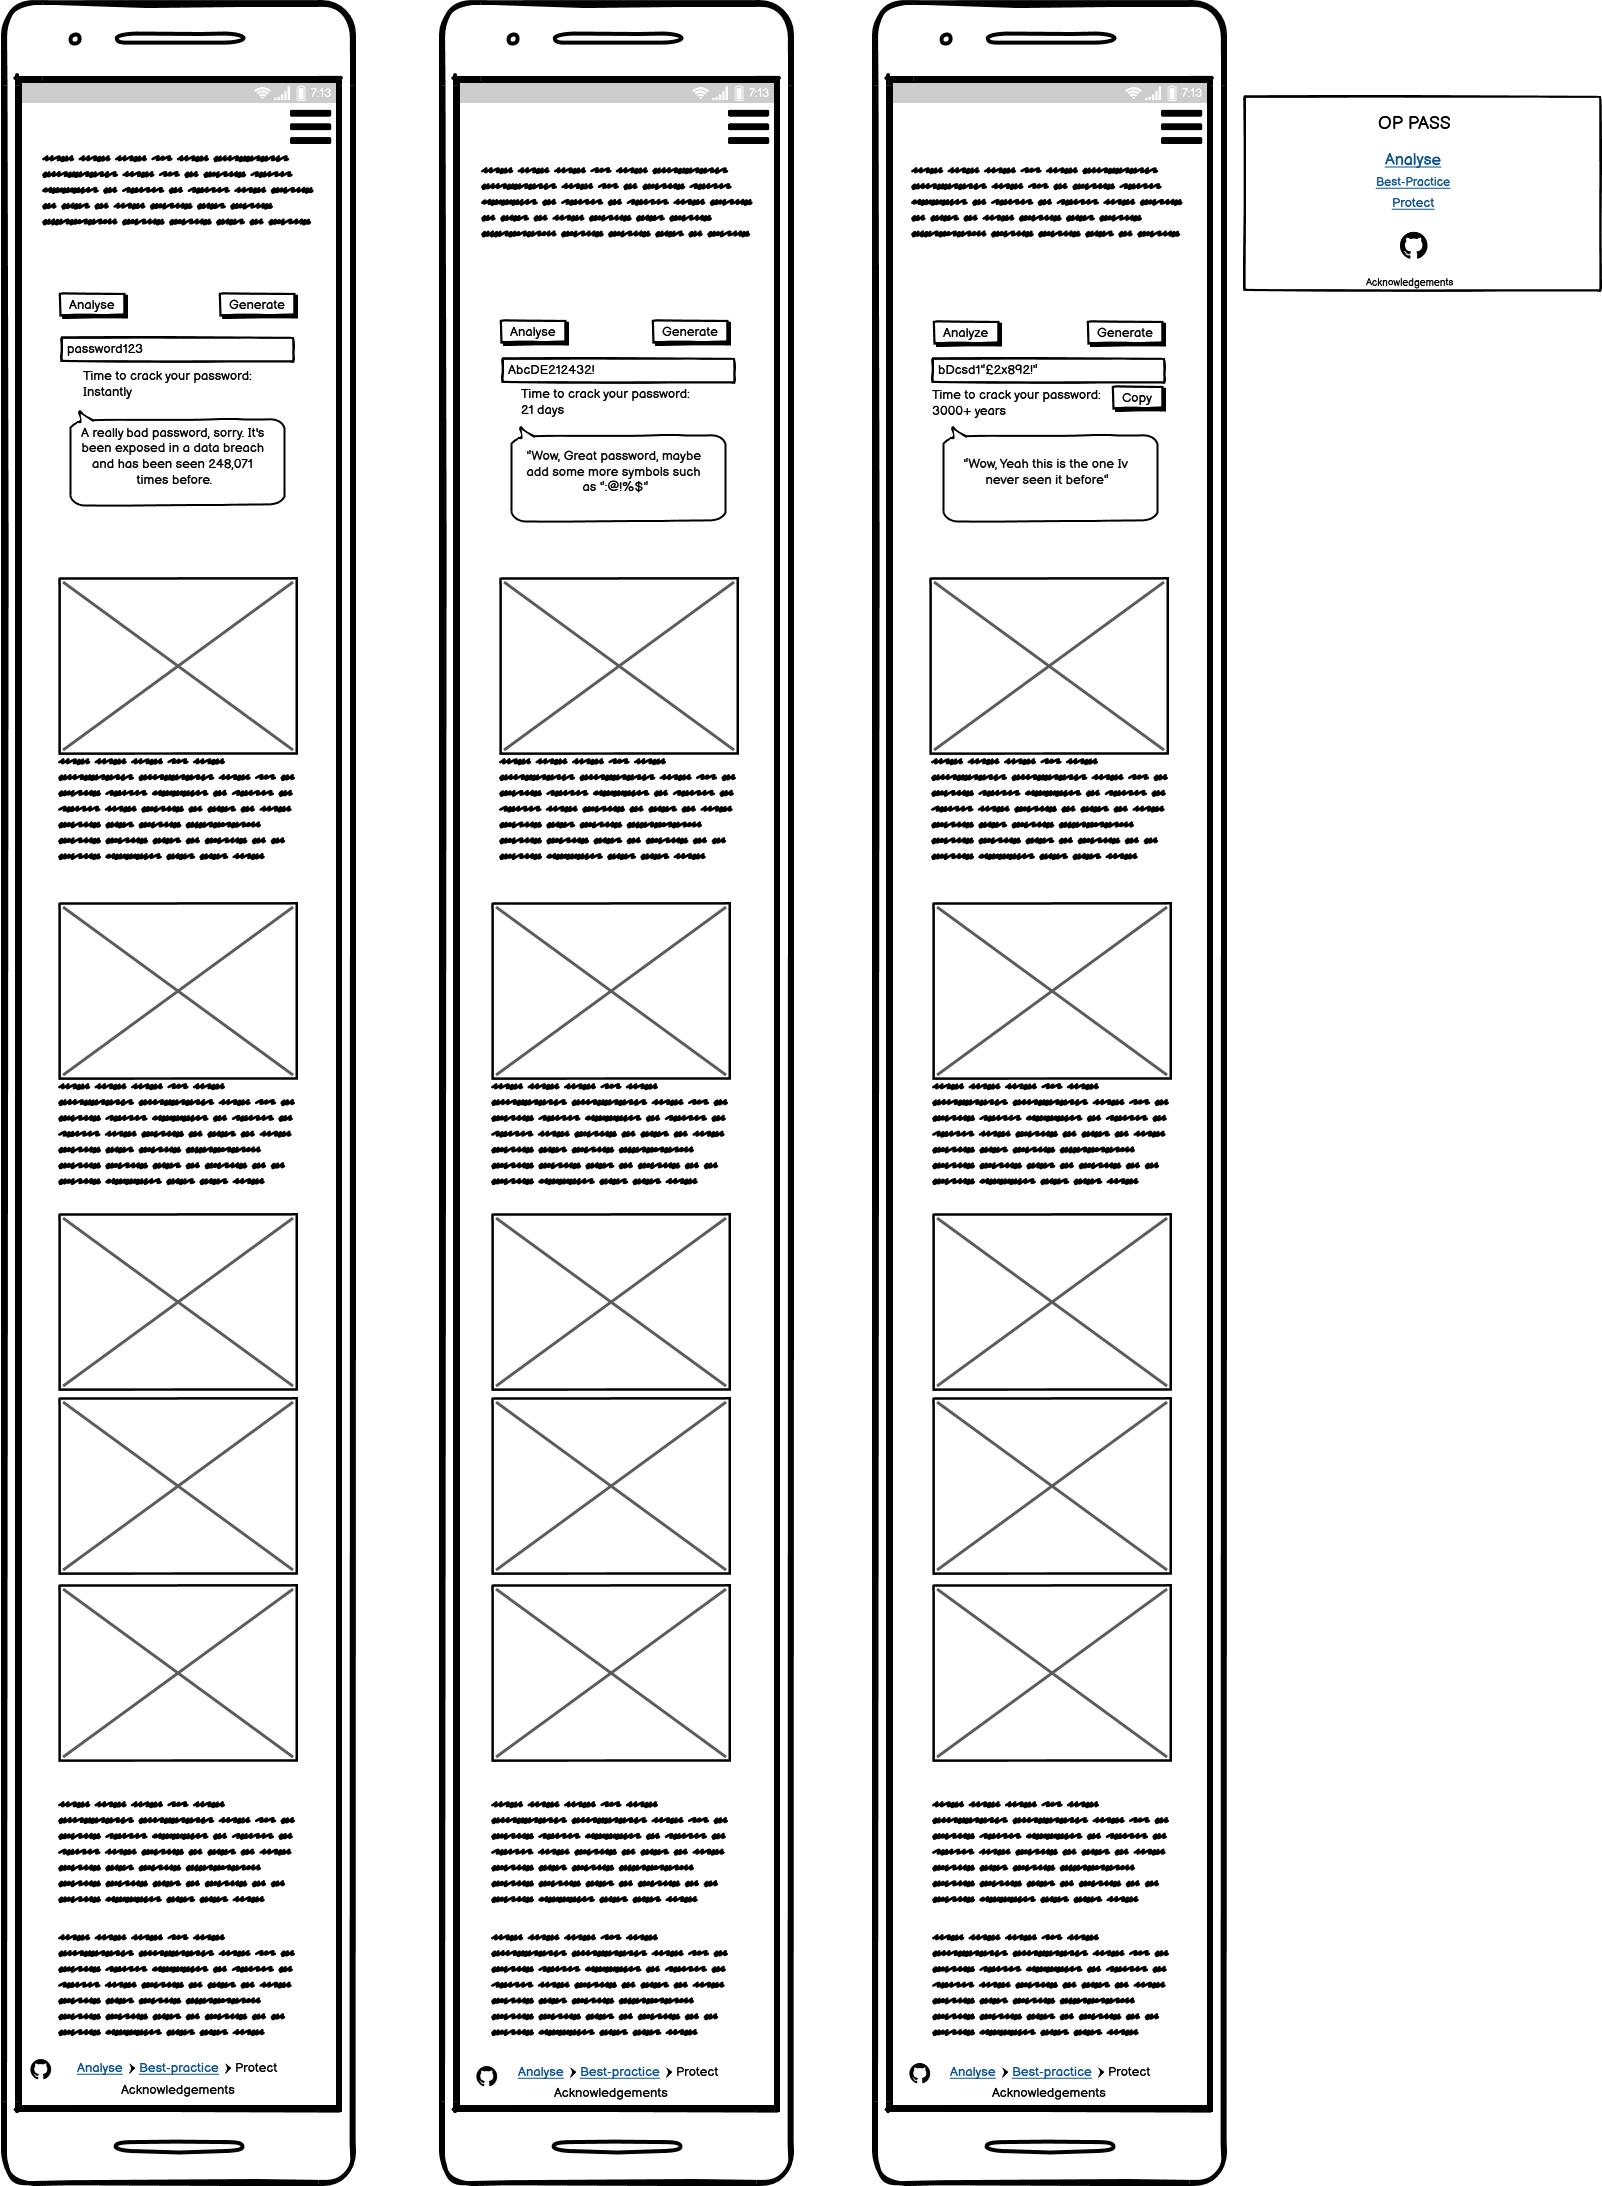 7:13
Analyse
Generate
password123
Time to crack your password:
Instantly
A really bad password, sorry. It's
been exposed in a data breach
and has been seen 248,071
times before.
Analyse
Best-practice
Protect
Acknowledgements
7:13
Analyse
Generate
AbcDE212432!
Time to crack your password:
21 days
"Wow, Great password, maybe
add some more symbols such
as ":@!%$"
Analyse
Best-practice
Protect
Acknowledgements
7:13
Analyze
Generate
bDcsd1"£2x892!"
Time to crack your password:
3000+ years
Copy
"Wow, Yeah this is the one Iv
never seen it before"
Analyse
Best-practice
Protect
Acknowledgements
OP PASS
Analyse
Best-Practice
Protect
Acknowledgements